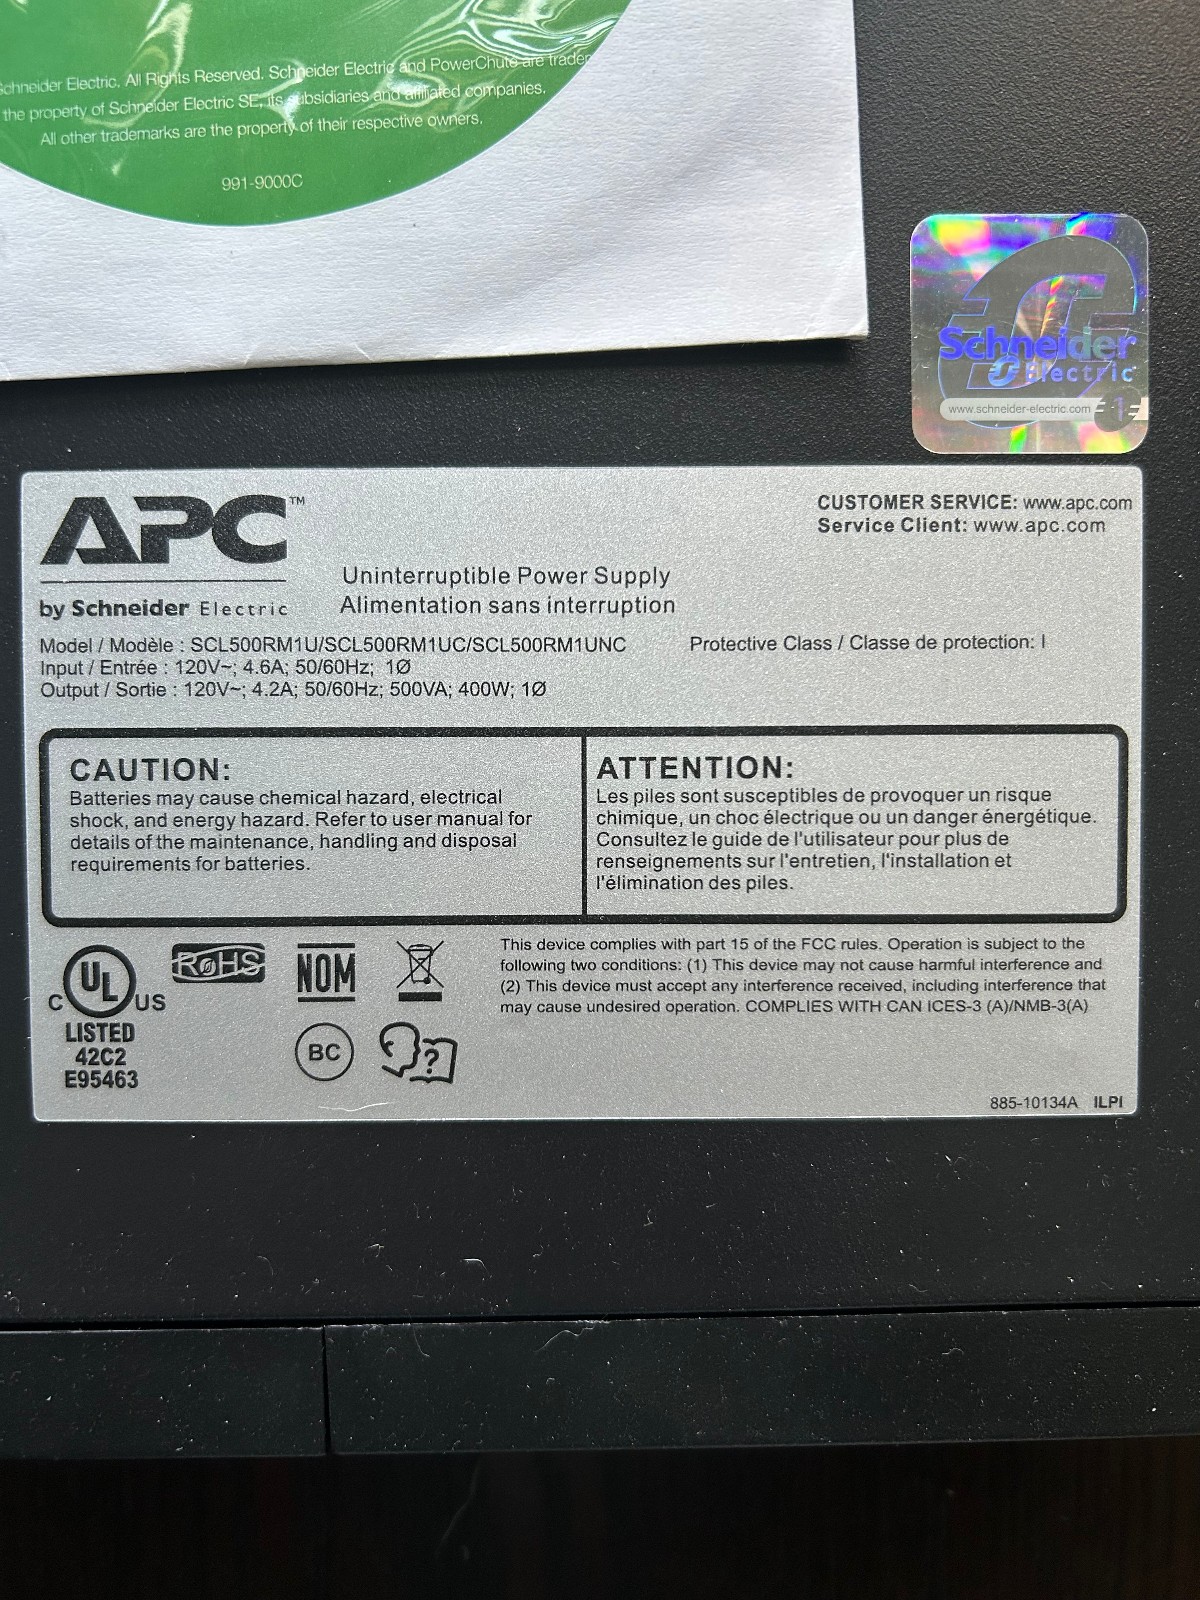 Schneider Electric. All Rights Reserved. Schneider Electric and PowerChute are
the property of Schneider Electric SE, its subsidiaries and affiliated companies.
All other trademarks are the property of their respective owners.
991-9000C
Schneider
Electric
www.schneider-electric.com
APC™
by Schneider Electric
Uninterruptible Power Supply
Alimentation sans interruption
CUSTOMER SERVICE: www.apc.com
Service Client: www.apc.com
Model / Modèle : SCL500RM1U/SCL500RM1UC/SCL500RM1UNC
Protective Class / Classe de protection: I
Input / Entrée : 120V~; 4.6A; 50/60Hz; 1Ø
Output / Sortie : 120V~; 4.2A; 50/60Hz; 500VA; 400W; 1Ø
CAUTION:
Batteries may cause chemical hazard, electrical
shock, and energy hazard. Refer to user manual for
details of the maintenance, handling and disposal
requirements for batteries.
ATTENTION:
Les piles sont susceptibles de provoquer un risque
chimique, un choc électrique ou un danger énergétique.
Consultez le guide de l'utilisateur pour plus de
renseignements sur l'entretien, l'installation et
l'élimination des piles.
C UL US
LISTED
42C2
E95463
RoHS
NOM
BC
?
This device complies with part 15 of the FCC rules. Operation is subject to the
following two conditions: (1) This device may not cause harmful interference and
(2) This device must accept any interference received, including interference that
may cause undesired operation. COMPLIES WITH CAN ICES-3 (A)/NMB-3(A)
885-10134A ILPI